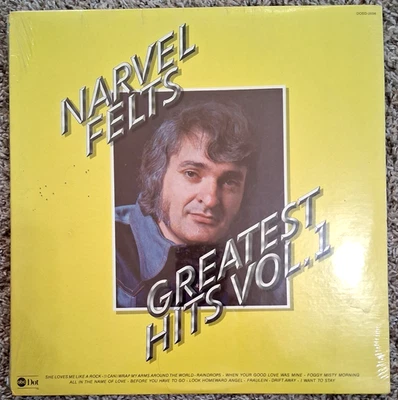 NARVEL
FELTS
GREATEST
HITS VOL.1
SHE LOVES ME LIKE A ROCK - (I CAN) WRAP MY ARMS AROUND THE WORLD - RAINDROPS - WHEN YOUR GOOD LOVE WAS MINE - FOGGY MISTY MORNING
ALL IN THE NAME OF LOVE - BEFORE YOU HAVE TO GO - LOOK HOMEWARD ANGEL - FRAULEIN - DRIFT AWAY - I WANT TO STAY
abc Dot